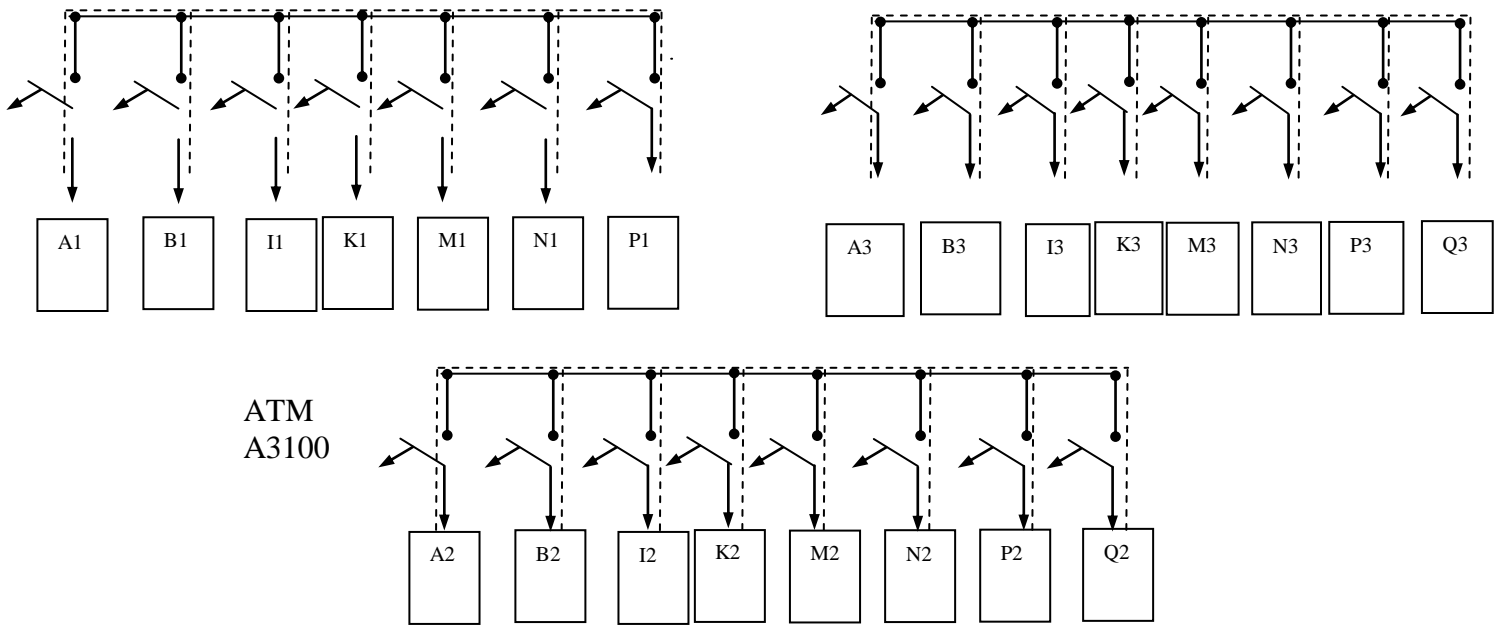 A1 B1 I1 K1 M1 N1 P1
A3 B3 I3 K3 M3 N3 P3 Q3
ATM
A3100
A2 B2 I2 K2 M2 N2 P2 Q2